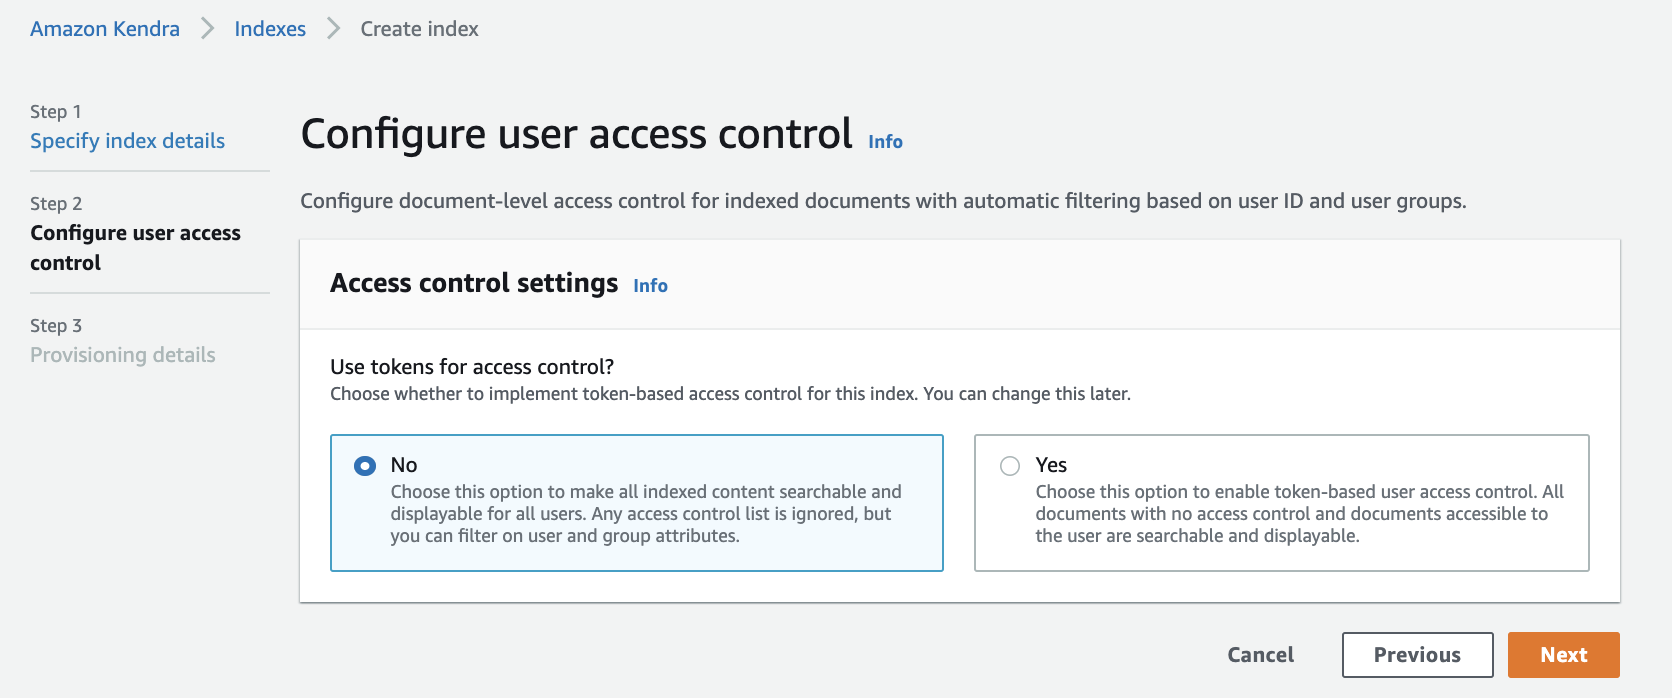 Amazon Kendra > Indexes > Create index
Step 1
Specify index details
Step 2
Configure user access
control
Step 3
Provisioning details
Configure user access control Info
Configure document-level access control for indexed documents with automatic filtering based on user ID and user groups.
Access control settings Info
Use tokens for access control?
Choose whether to implement token-based access control for this index. You can change this later.
No
Choose this option to make all indexed content searchable and
displayable for all users. Any access control list is ignored, but
you can filter on user and group attributes.
Yes
Choose this option to enable token-based user access control. All
documents with no access control and documents accessible to
the user are searchable and displayable.
Cancel Previous Next